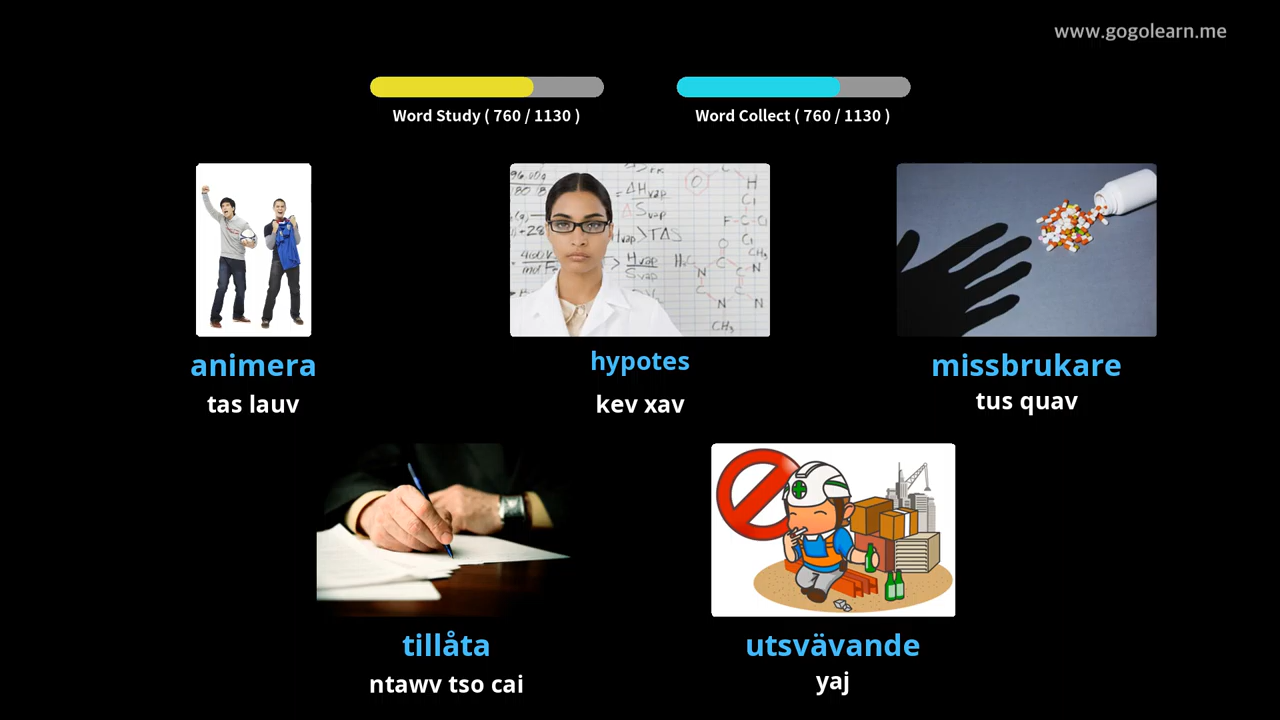 www.gogolearn.me
Word Study ( 760 / 1130 )
Word Collect ( 760 / 1130 )
animera
tas lauv
hypotes
kev xav
missbrukare
tus quav
tillåta
ntawv tso cai
utsvävande
yaj